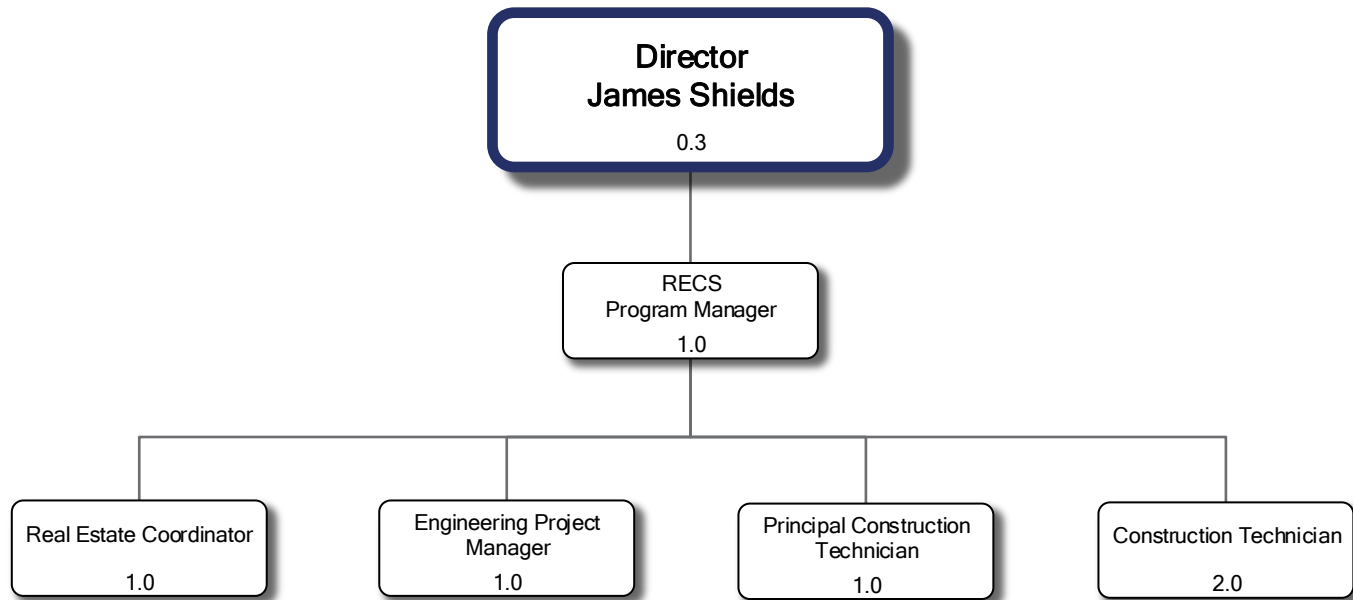 Director
James Shields
0.3
RECS
Program Manager
1.0
Real Estate Coordinator
1.0
Engineering Project
Manager
1.0
Principal Construction
Technician
1.0
Construction Technician
2.0